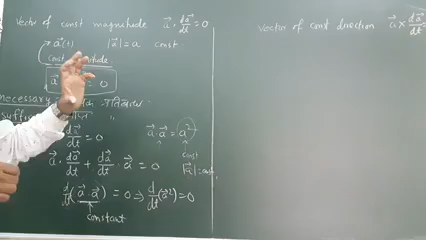 Vector of const magnitude a⃗ · da⃗/dt = 0
Vector of const direction a⃗ × da⃗/dt
a⃗(t) |a⃗| = a const
a⃗ = 0
necessary
da⃗/dt = 0
a⃗ · a⃗ = a²
const
|a⃗| = const
a⃗ · da⃗/dt + da⃗/dt · a⃗ = 0
d/dt (a⃗ · a⃗) = 0 → d/dt (a²) = 0
constant